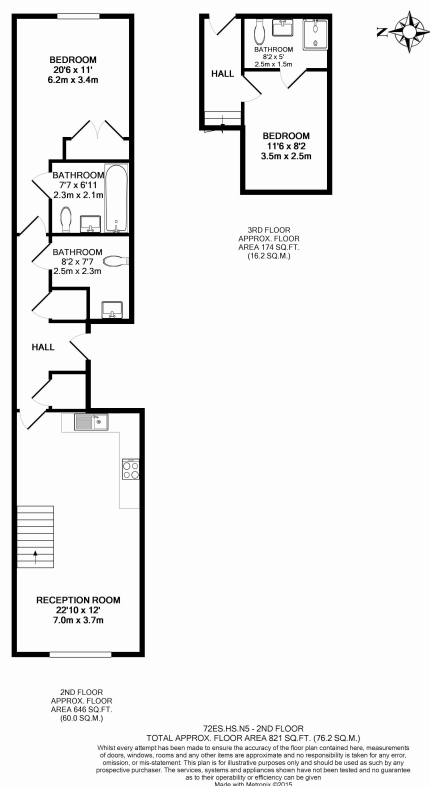 BEDROOM
20'6 x 11'
6.2m x 3.4m
BATHROOM
7'7 x 6'11
2.3m x 2.1m
BATHROOM
8'2 x 7'7
2.5m x 2.3m
HALL
RECEPTION ROOM
22'10 x 12'
7.0m x 3.7m
2ND FLOOR
APPROX. FLOOR
AREA 646 SQ.FT.
(60.0 SQ.M.)
HALL
BATHROOM
8'2 x 5'
2.5m x 1.5m
BEDROOM
11'6 x 8'2
3.5m x 2.5m
3RD FLOOR
APPROX. FLOOR
AREA 174 SQ.FT.
(16.2 SQ.M.)
N
72ES.HS.N5 - 2ND FLOOR
TOTAL APPROX. FLOOR AREA 821 SQ.FT. (76.2 SQ.M.)
Whilst every attempt has been made to ensure the accuracy of the floor plan contained here, measurements
of doors, windows, rooms and any other items are approximate and no responsibility is taken for any error,
omission, or mis-statement. This plan is for illustrative purposes only and should be used as such by any
prospective purchaser. The services, systems and appliances shown have not been tested and no guarantee
as to their operability or efficiency can be given
Made with Metropix ©2015